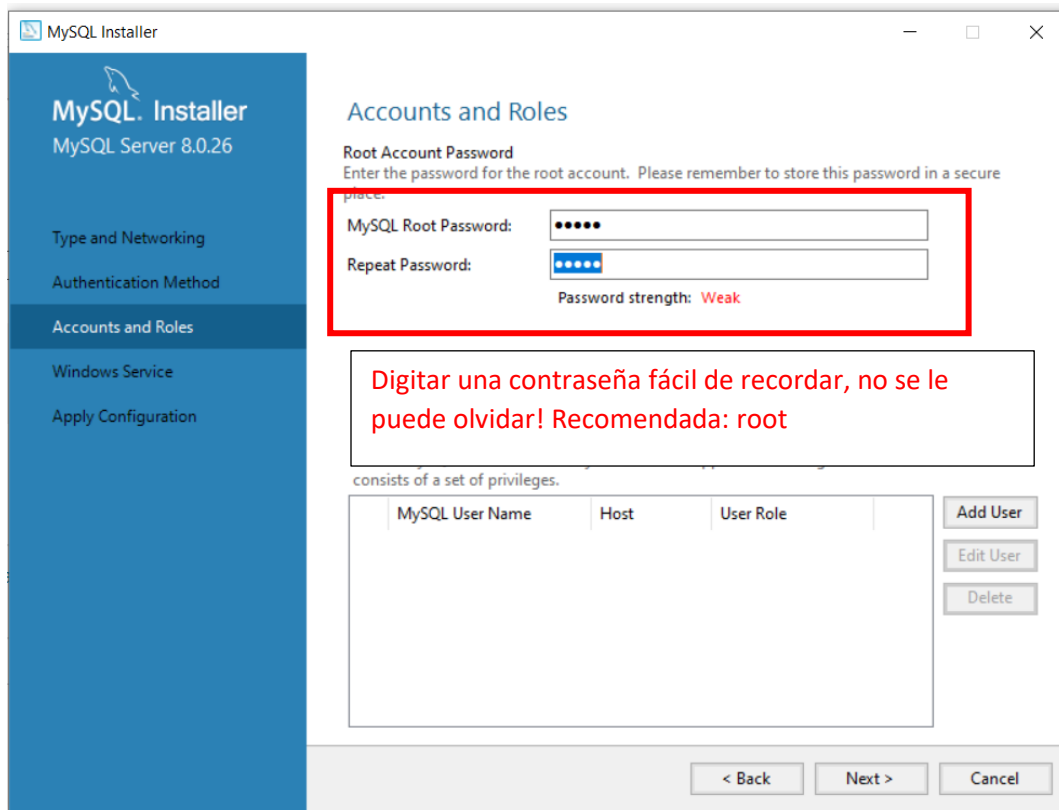 MySQL Installer
MySQL. Installer
MySQL Server 8.0.26
Type and Networking
Authentication Method
Accounts and Roles
Windows Service
Apply Configuration
Accounts and Roles
Root Account Password
Enter the password for the root account. Please remember to store this password in a secure
place.
MySQL Root Password:
Repeat Password:
Password strength: Weak
Digitar una contraseña fácil de recordar, no se le
puede olvidar! Recomendada: root
consists of a set of privileges.
MySQL User Name Host User Role
Add User
Edit User
Delete
< Back Next > Cancel